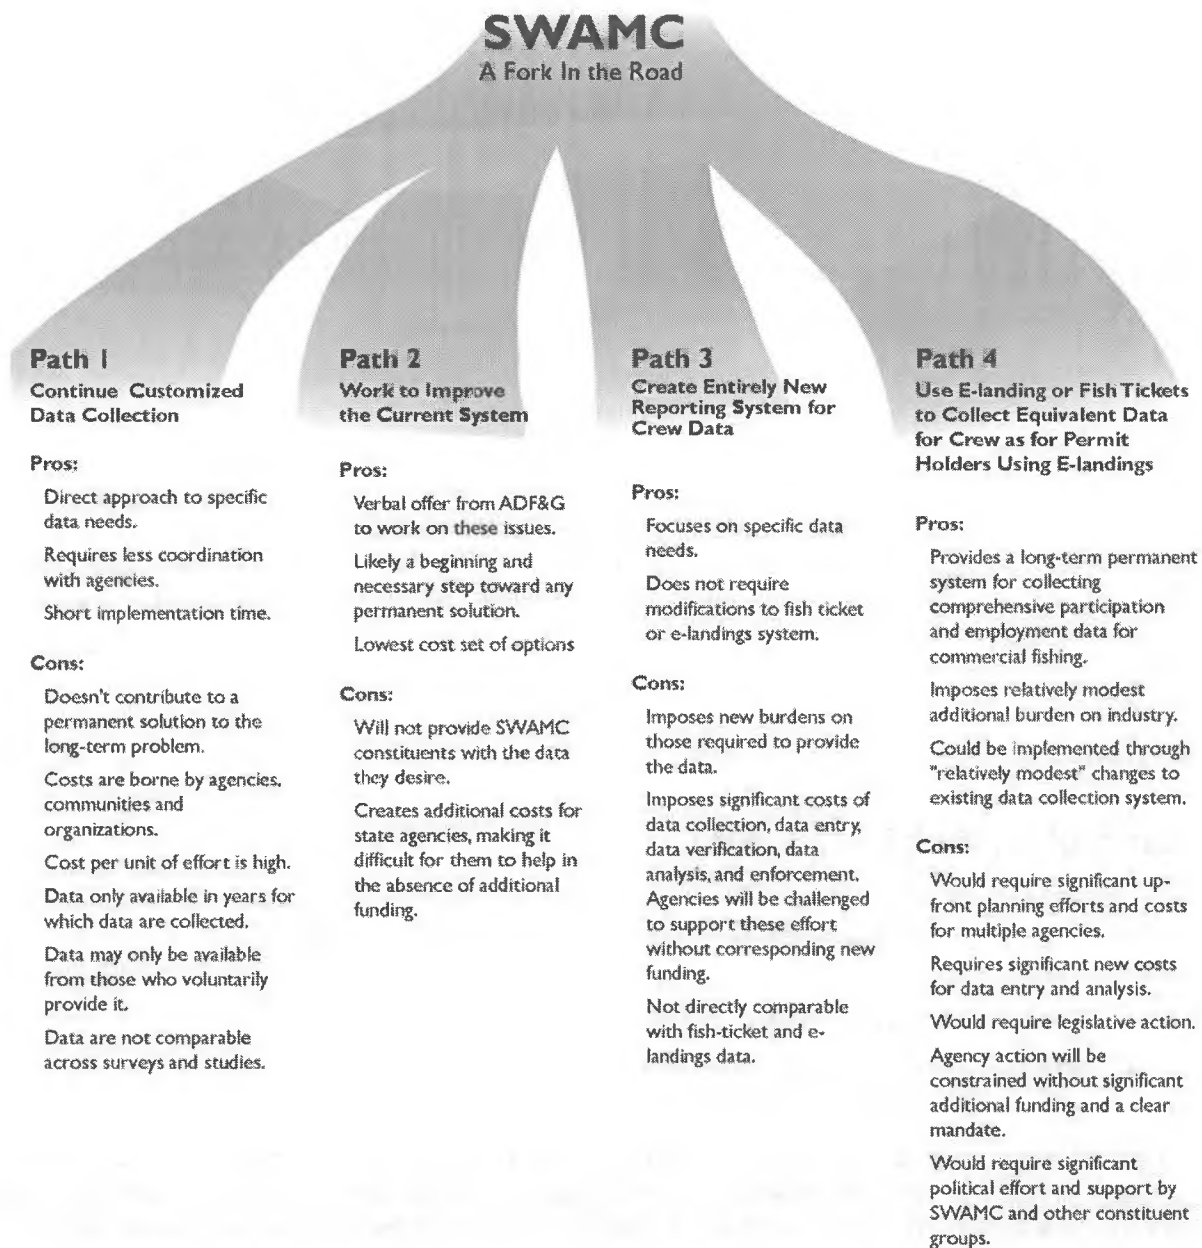 SWAMC
A Fork In the Road
Path 1
Continue Customized
Data Collection
Pros:
Direct approach to specific
data needs.
Requires less coordination
with agencies.
Short implementation time.
Cons:
Doesn't contribute to a
permanent solution to the
long-term problem.
Costs are borne by agencies,
communities and
organizations.
Cost per unit of effort is high.
Data only available in years for
which data are collected.
Data may only be available
from those who voluntarily
provide it.
Data are not comparable
across surveys and studies.
Path 2
Work to Improve
the Current System
Pros:
Verbal offer from ADF&G
to work on these issues.
Likely a beginning and
necessary step toward any
permanent solution.
Lowest cost set of options
Cons:
Will not provide SWAMC
constituents with the data
they desire.
Creates additional costs for
state agencies, making it
difficult for them to help in
the absence of additional
funding.
Path 3
Create Entirely New
Reporting System for
Crew Data
Pros:
Focuses on specific data
needs.
Does not require
modifications to fish ticket
or e-landings system.
Cons:
Imposes new burdens on
those required to provide
the data.
Imposes significant costs of
data collection, data entry,
data verification, data
analysis, and enforcement.
Agencies will be challenged
to support these effort
without corresponding new
funding.
Not directly comparable
with fish-ticket and e-
landings data.
Path 4
Use E-landing or Fish Tickets
to Collect Equivalent Data
for Crew as for Permit
Holders Using E-landings
Pros:
Provides a long-term permanent
system for collecting
comprehensive participation
and employment data for
commercial fishing.
Imposes relatively modest
additional burden on industry.
Could be implemented through
"relatively modest" changes to
existing data collection system.
Cons:
Would require significant up-
front planning efforts and costs
for multiple agencies.
Requires significant new costs
for data entry and analysis.
Would require legislative action.
Agency action will be
constrained without significant
additional funding and a clear
mandate.
Would require significant
political effort and support by
SWAMC and other constituent
groups.